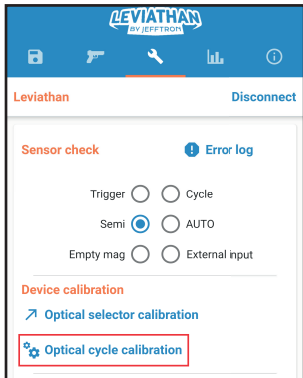 LEVIATHAN
BY JEFFTRON
Leviathan Disconnect
Sensor check Error log
Trigger Cycle
Semi AUTO
Empty mag External input
Device calibration
Optical selector calibration
Optical cycle calibration